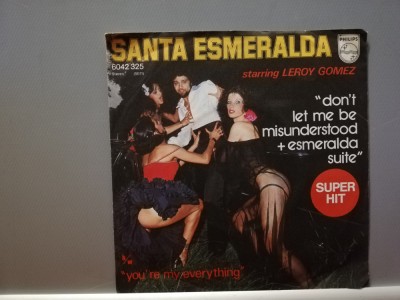 SANTA ESMERALDA
PHILIPS
6042 325
starring LEROY GOMEZ
"don't
let me be
misunderstood
+ esmeralda
suite"
SUPER
HIT
"you're my everything"